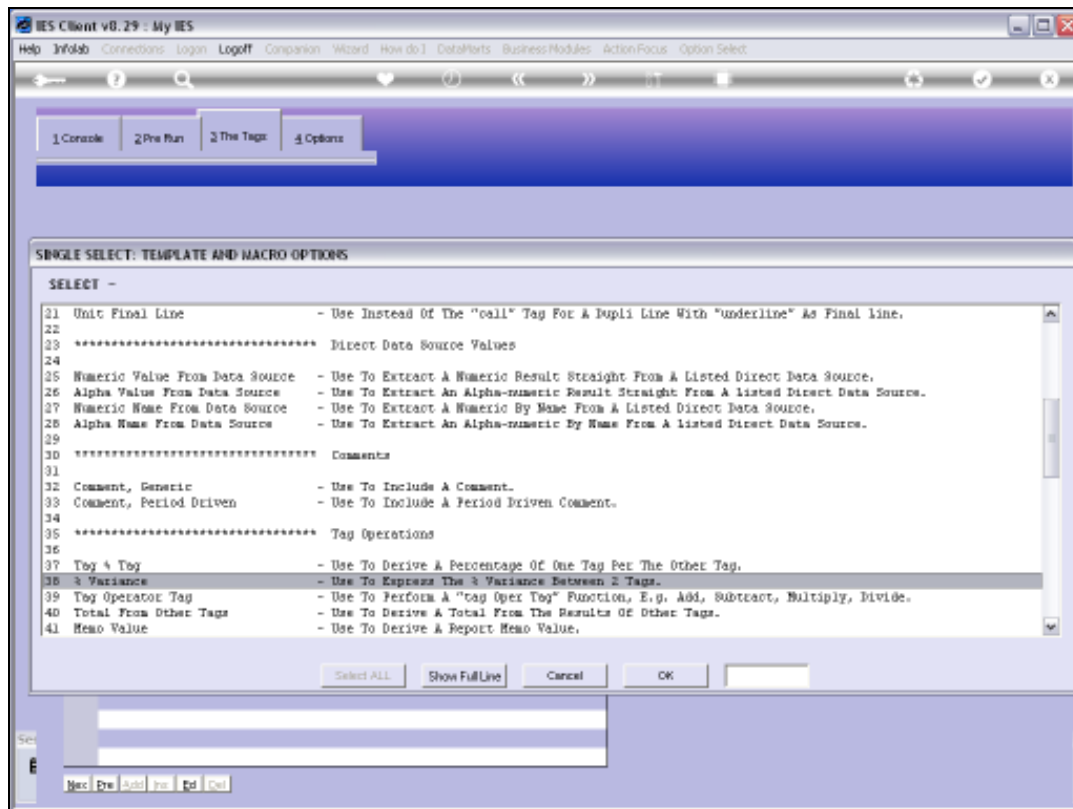 IES Client v8.29 : My IES
Help Infolab Connections Logon Logoff Companion Wizard How do I DataMarts Business Modules Action Focus Option Select
1 Console 2 Pre Run 3 The Tags 4 Options
SINGLE SELECT: TEMPLATE AND MACRO OPTIONS
SELECT -
21 Unit Final Line - Use Instead Of The "call" Tag For A Dupli Line With "underline" As Final Line.
22
23 ******************************** Direct Data Source Values
24
25 Numeric Value From Data Source - Use To Extract A Numeric Result Straight From A Listed Direct Data Source.
26 Alpha Value From Data Source - Use To Extract An Alpha-numeric Result Straight From A Listed Direct Data Source.
27 Numeric Name From Data Source - Use To Extract A Numeric By Name From A Listed Direct Data Source.
28 Alpha Name From Data Source - Use To Extract An Alpha-numeric By Name From A Listed Direct Data Source.
29
30 ******************************** Comments
31
32 Comment, Generic - Use To Include A Comment.
33 Comment, Period Driven - Use To Include A Period Driven Comment.
34
35 ******************************** Tag Operations
36
37 Tag % Tag - Use To Derive A Percentage Of One Tag Per The Other Tag.
38 % Variance - Use To Express The % Variance Between 2 Tags.
39 Tag Operator Tag - Use To Perform A "tag Oper Tag" Function, E.g. Add, Subtract, Multiply, Divide.
40 Total From Other Tags - Use To Derive A Total From The Results Of Other Tags.
41 Memo Value - Use To Derive A Report Memo Value.
Select ALL Show Full Line Cancel OK
Ses
Nex Pre Add Ins Ed Del